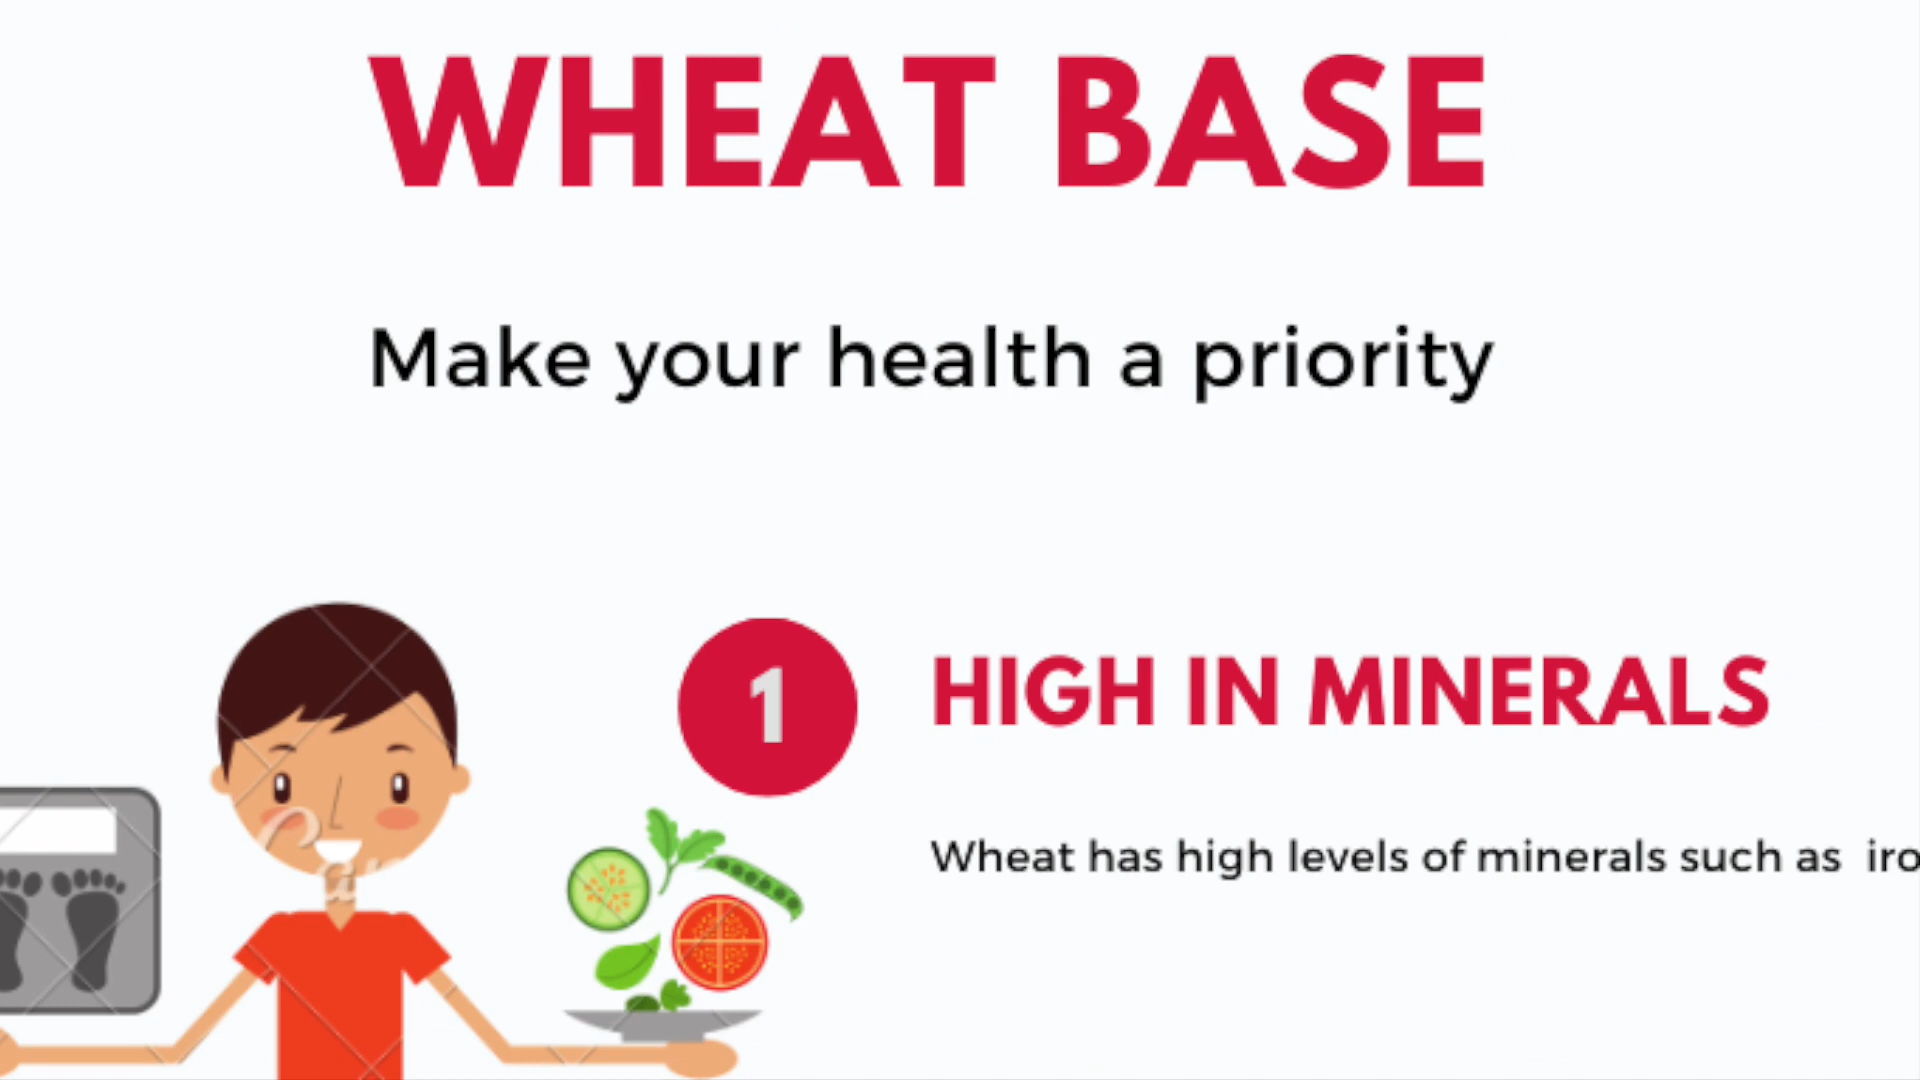 WHEAT BASE
Make your health a priority
1
HIGH IN MINERALS
Wheat has high levels of minerals such as